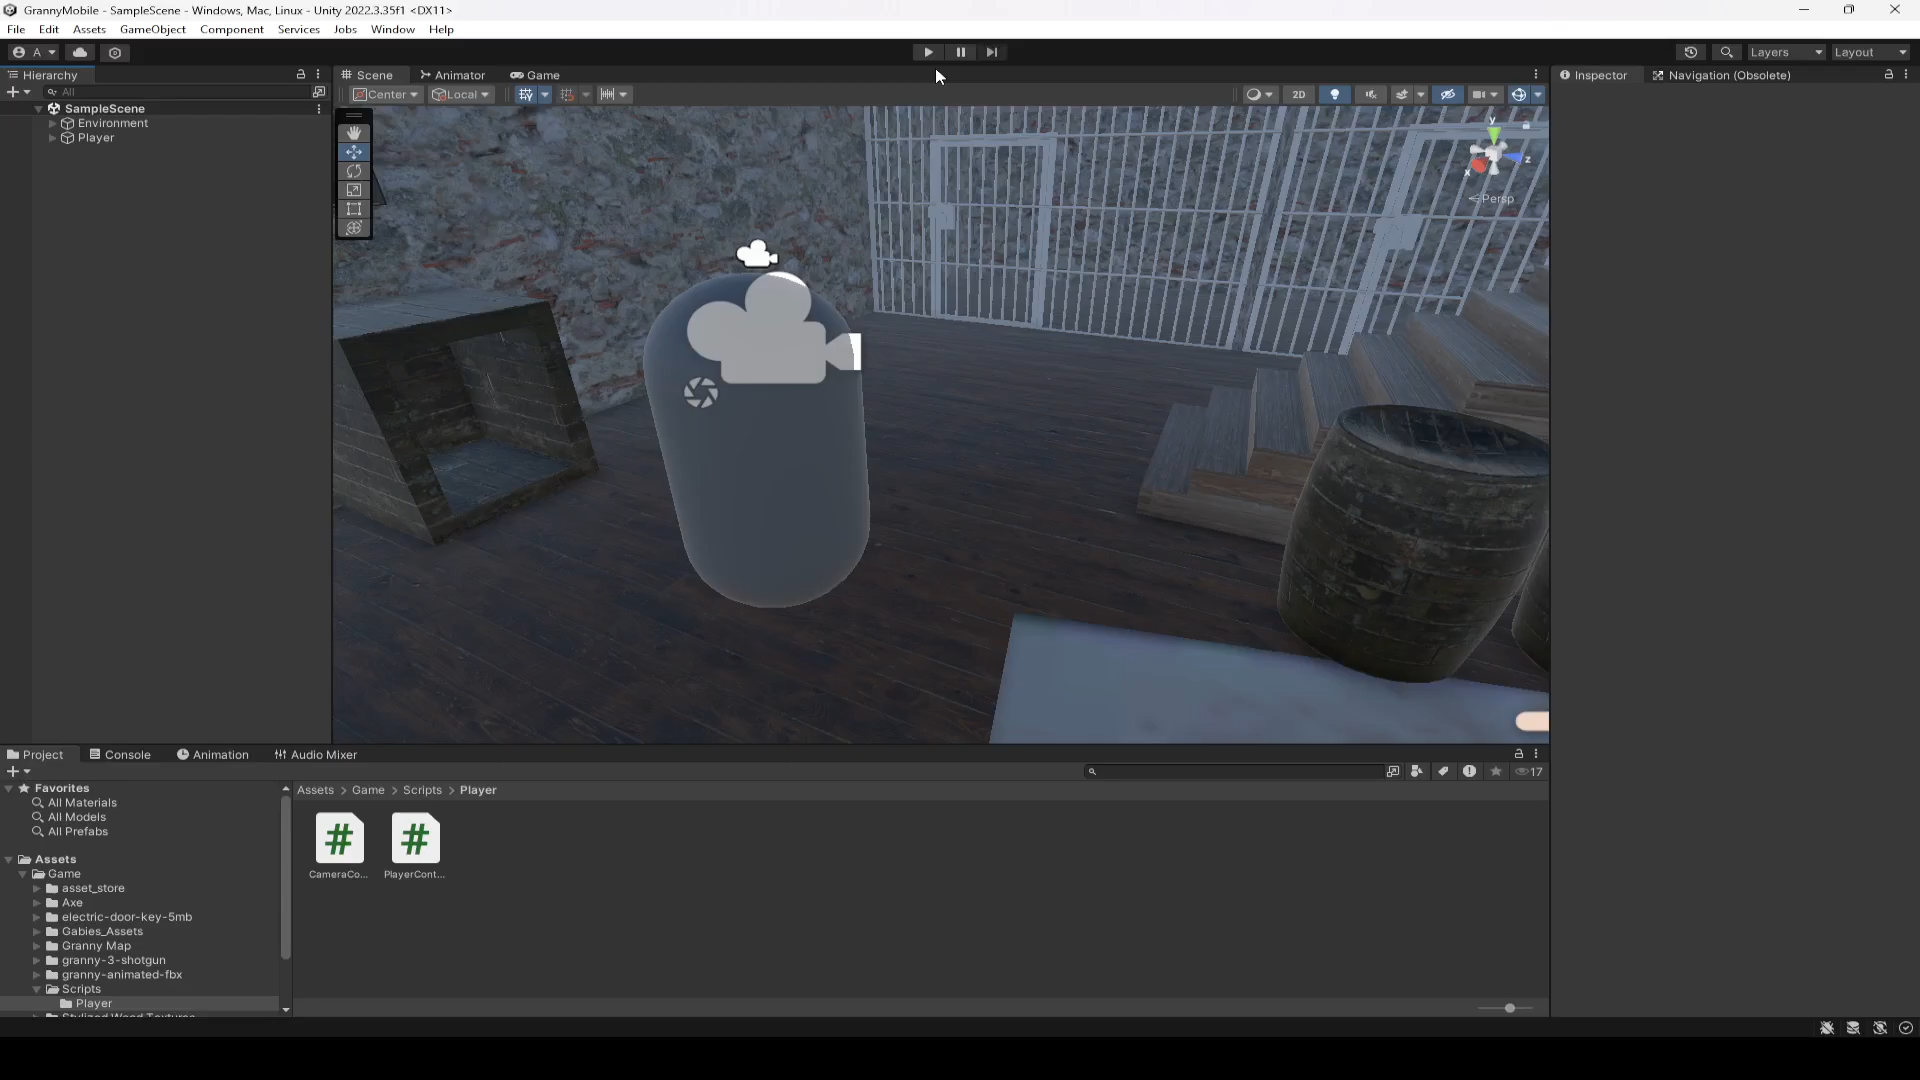 GrannyMobile - SampleScene - Windows, Mac, Linux - Unity 2022.3.35f1 <DX11>
File Edit Assets GameObject Component Services Jobs Window Help
A Layers Layout
Hierarchy Scene Animator Game Inspector Navigation (Obsolete)
All Center Local 2D
SampleScene
Environment
Player
y
z
x
Persp
Project Console Animation Audio Mixer
17
Favorites
All Materials
All Models
All Prefabs
Assets > Game > Scripts > Player
CameraCo... PlayerCont...
Assets
Game
asset_store
Axe
electric-door-key-5mb
Gabies_Assets
Granny Map
granny-3-shotgun
granny-animated-fbx
Scripts
Player
Stylized Wood Textures